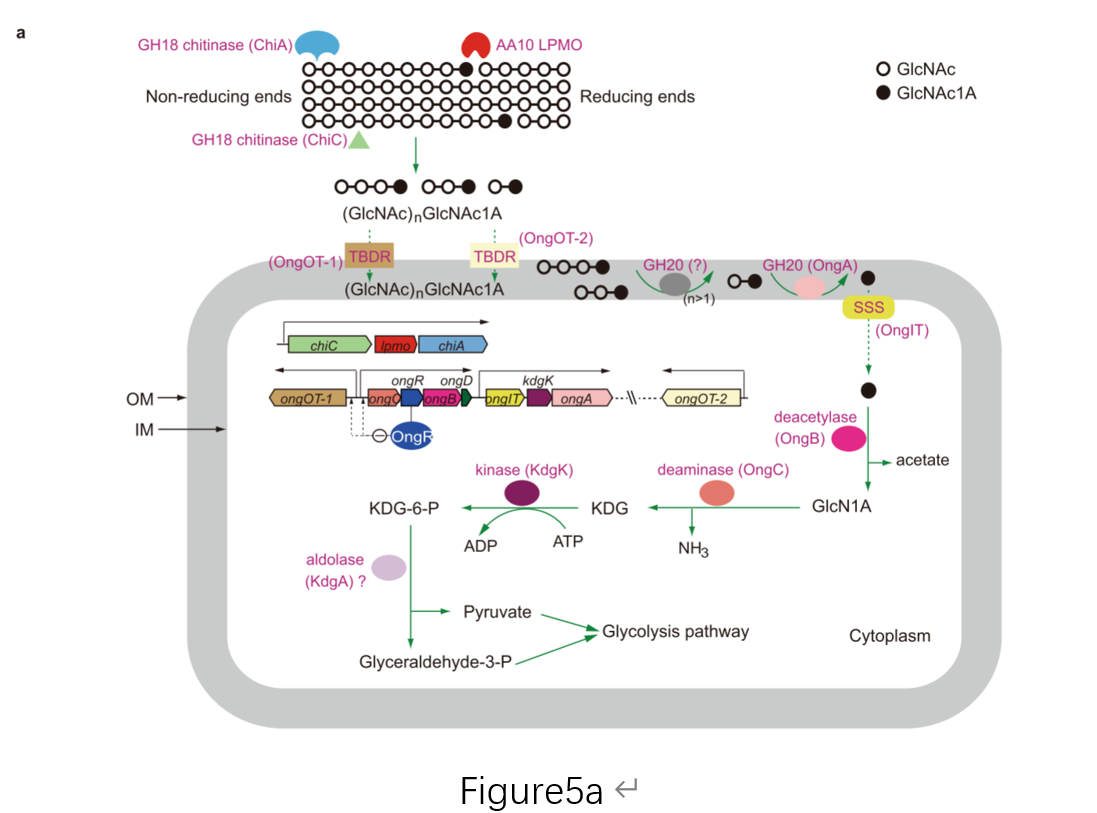 a
GH18 chitinase (ChiA)
AA10 LPMO
Non-reducing ends
Reducing ends
GlcNAc
GlcNAc1A
GH18 chitinase (ChiC)
(GlcNAc)nGlcNAc1A
(OngOT-1)
TBDR
TBDR
(OngOT-2)
(GlcNAc)nGlcNAc1A
GH20 (?)
(n>1)
GH20 (OngA)
SSS
(OngIT)
chiC
lpmo
chiA
ongR
ongD
kdgK
ongOT-1
ongC
ongB
ongIT
ongA
ongOT-2
OM
IM
OngR
deacetylase
(OngB)
acetate
kinase (KdgK)
deaminase (OngC)
KDG-6-P
KDG
GlcN1A
ADP
ATP
NH3
aldolase
(KdgA) ?
Pyruvate
Glycolysis pathway
Cytoplasm
Glyceraldehyde-3-P
Figure5a ↵